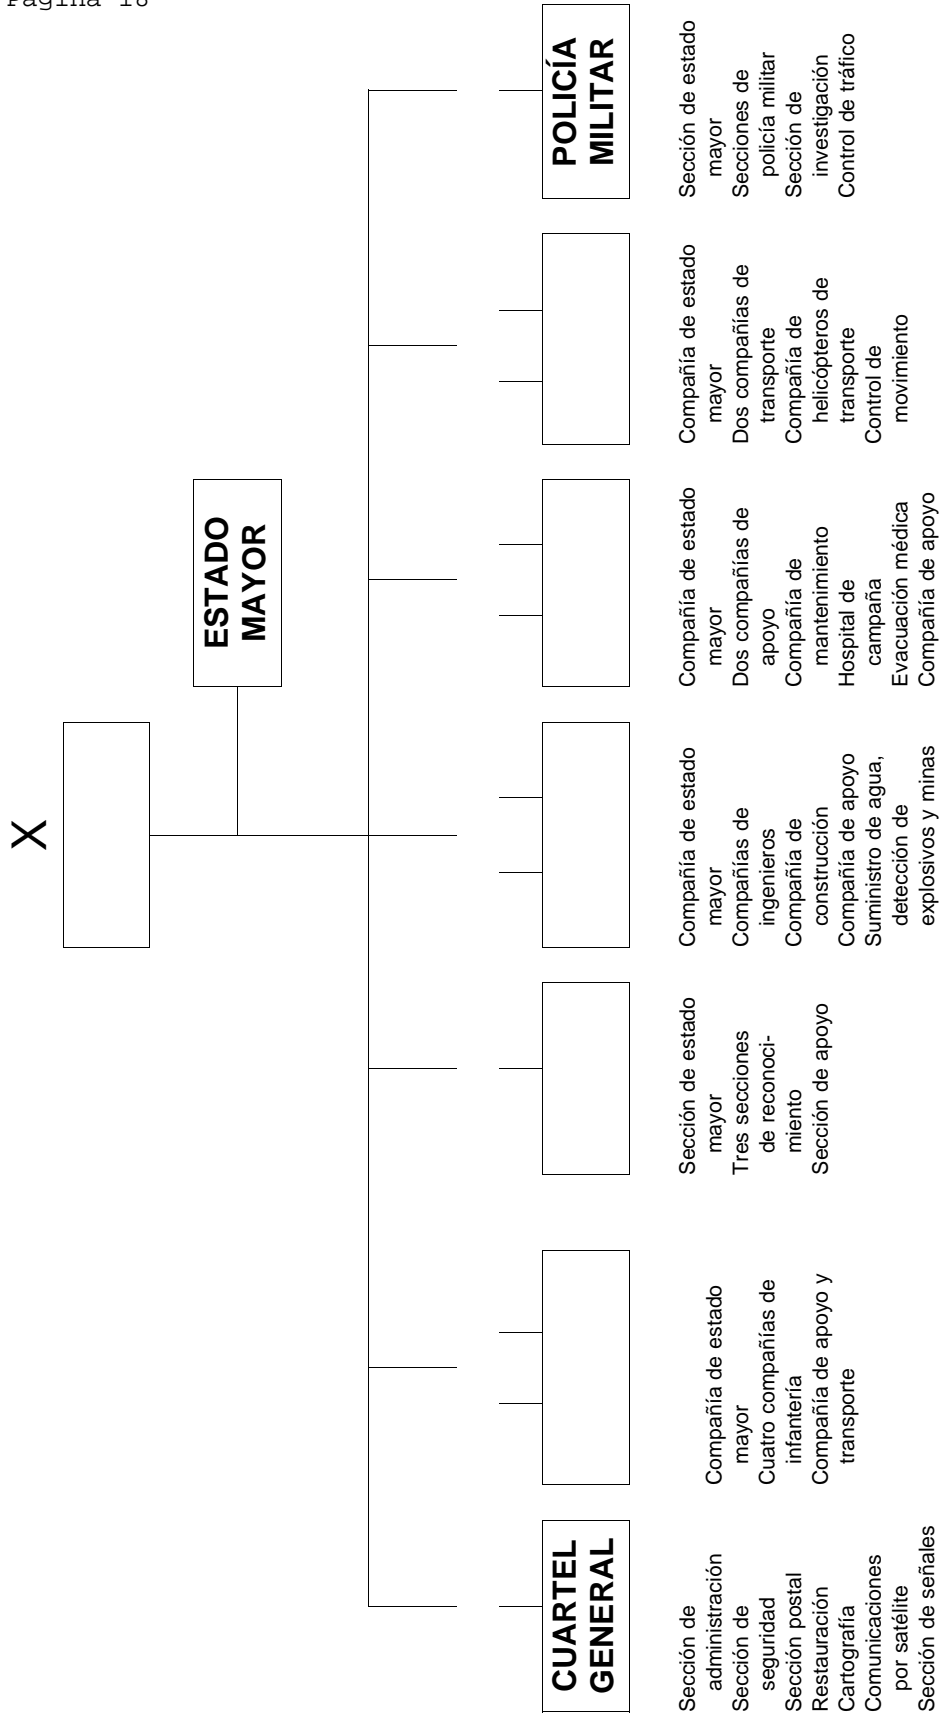 Página 18
X
ESTADO
MAYOR
CUARTEL
GENERAL
Sección de
administración
Sección de
seguridad
Sección postal
Restauración
Cartografía
Comunicaciones
por satélite
Sección de señales
Compañía de estado
mayor
Cuatro compañías de
infantería
Compañía de apoyo y
transporte
Sección de estado
mayor
Tres secciones
de reconoci-
miento
Sección de apoyo
Compañía de estado
mayor
Compañías de
ingenieros
Compañía de
construcción
Compañía de apoyo
Suministro de agua,
detección de
explosivos y minas
Compañía de estado
mayor
Dos compañías de
apoyo
Compañía de
mantenimiento
Hospital de
campaña
Evacuación médica
Compañía de apoyo
Compañía de estado
mayor
Dos compañías de
transporte
Compañía de
helicópteros de
transporte
Control de
movimiento
POLICÍA
MILITAR
Sección de estado
mayor
Secciones de
policía militar
Sección de
investigación
Control de tráfico